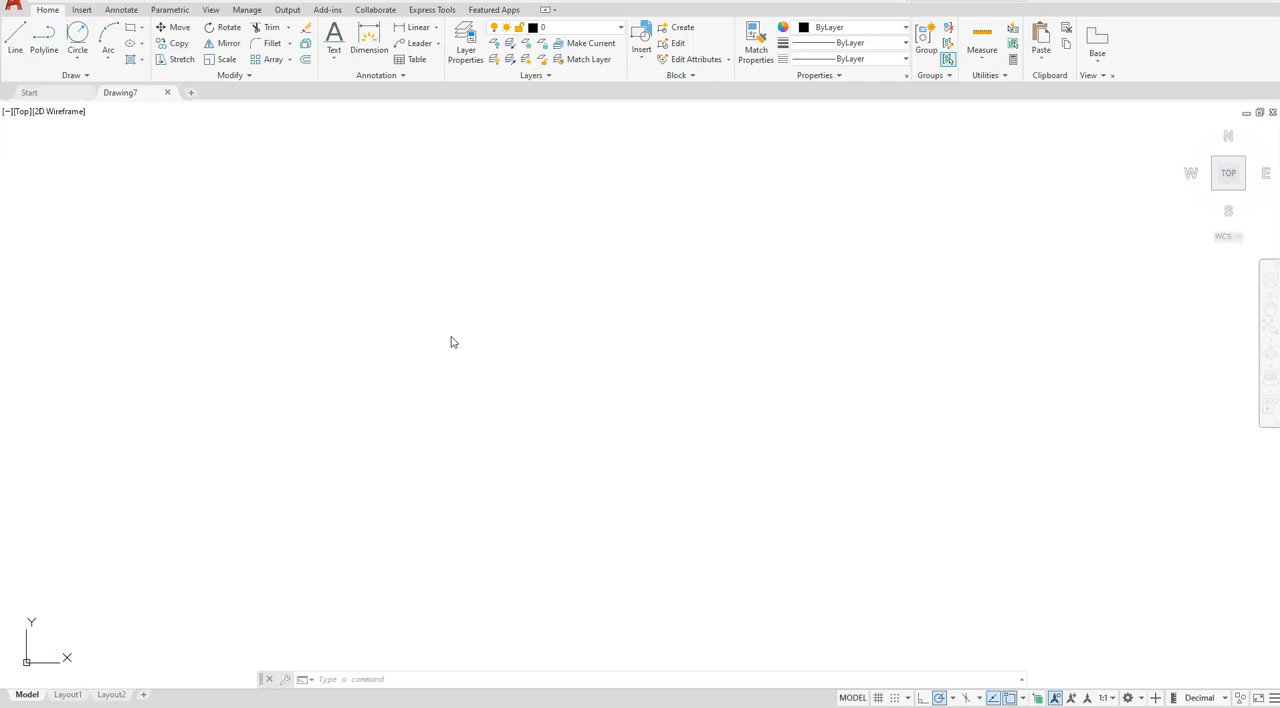 Home Insert Annotate Parametric View Manage Output Add-ins Collaborate Express Tools Featured Apps
Line Polyline Circle Arc
Move Rotate Trim
Copy Mirror Fillet
Stretch Scale Array
Text Dimension
Linear
Leader
Table
Layer Properties
0
Make Current
Match Layer
Insert
Create
Edit
Edit Attributes
Match Properties
ByLayer
ByLayer
ByLayer
Group
Measure
Paste
Base
Draw Modify Annotation Layers Block Properties Groups Utilities Clipboard View
Start Drawing7
[−][Top][2D Wireframe]
N
W TOP E
S
WCS
Y
X
Type a command
Model Layout1 Layout2
MODEL 1:1 Decimal